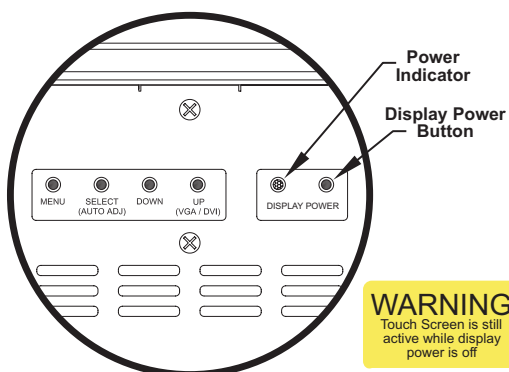 Power
Indicator
Display Power
Button
MENU
SELECT
(AUTO ADJ)
DOWN
UP
(VGA / DVI)
DISPLAY POWER
WARNING
Touch Screen is still
active while display
power is off